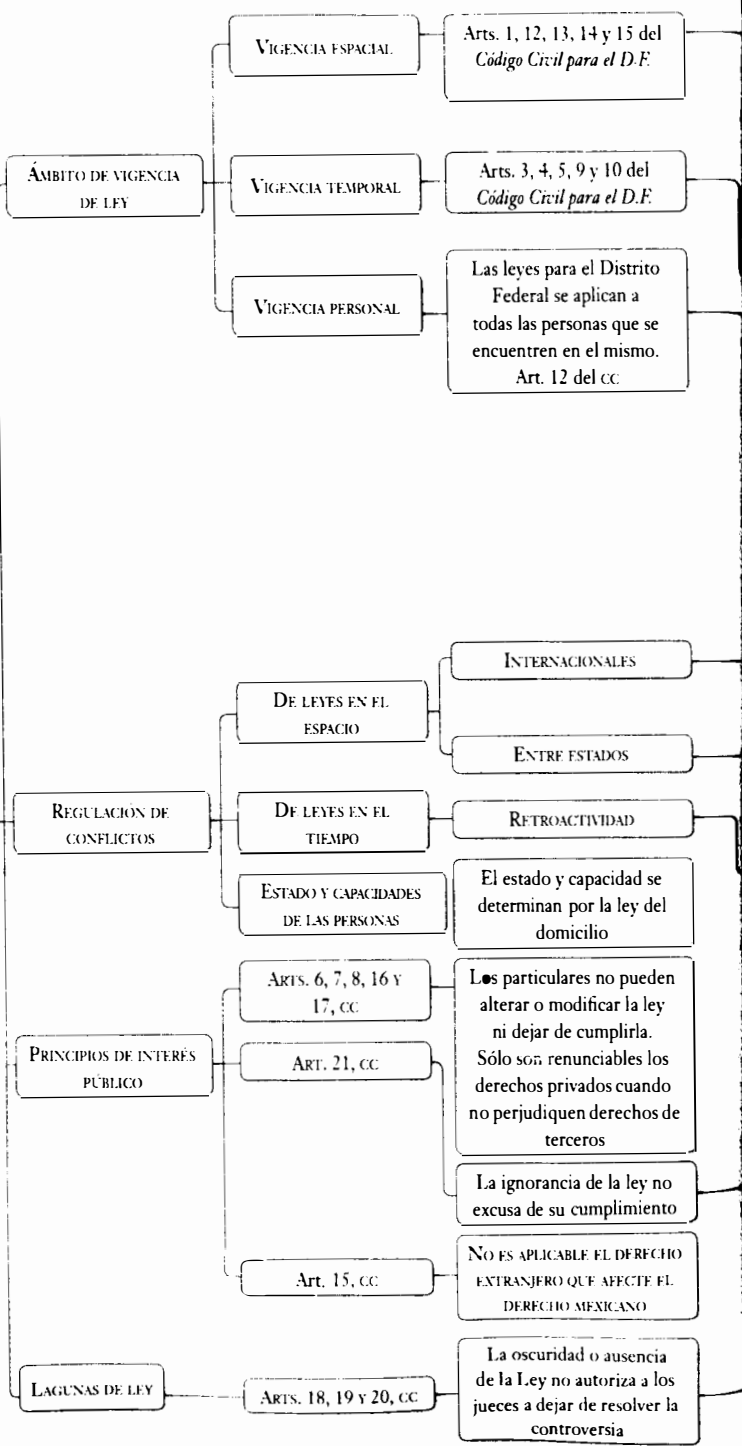 Ámbito de vigencia
de ley
Vigencia espacial
Arts. 1, 12, 13, 14 y 15 del
Código Civil para el D.F.
Vigencia temporal
Arts. 3, 4, 5, 9 y 10 del
Código Civil para el D.F.
Vigencia personal
Las leyes para el Distrito
Federal se aplican a
todas las personas que se
encuentren en el mismo.
Art. 12 del cc
Regulación de
conflictos
De leyes en el
espacio
Internacionales
Entre estados
De leyes en el
tiempo
Retroactividad
Estado y capacidades
de las personas
El estado y capacidad se
determinan por la ley del
domicilio
Principios de interés
público
Arts. 6, 7, 8, 16 y
17, cc
Los particulares no pueden
alterar o modificar la ley
ni dejar de cumplirla.
Sólo son renunciables los
derechos privados cuando
no perjudiquen derechos de
terceros
Art. 21, cc
La ignorancia de la ley no
excusa de su cumplimiento
Art. 15, cc
No es aplicable el derecho
extranjero que afecte el
derecho mexicano
Lagunas de ley
Arts. 18, 19 y 20, cc
La oscuridad o ausencia
de la Ley no autoriza a los
jueces a dejar de resolver la
controversia